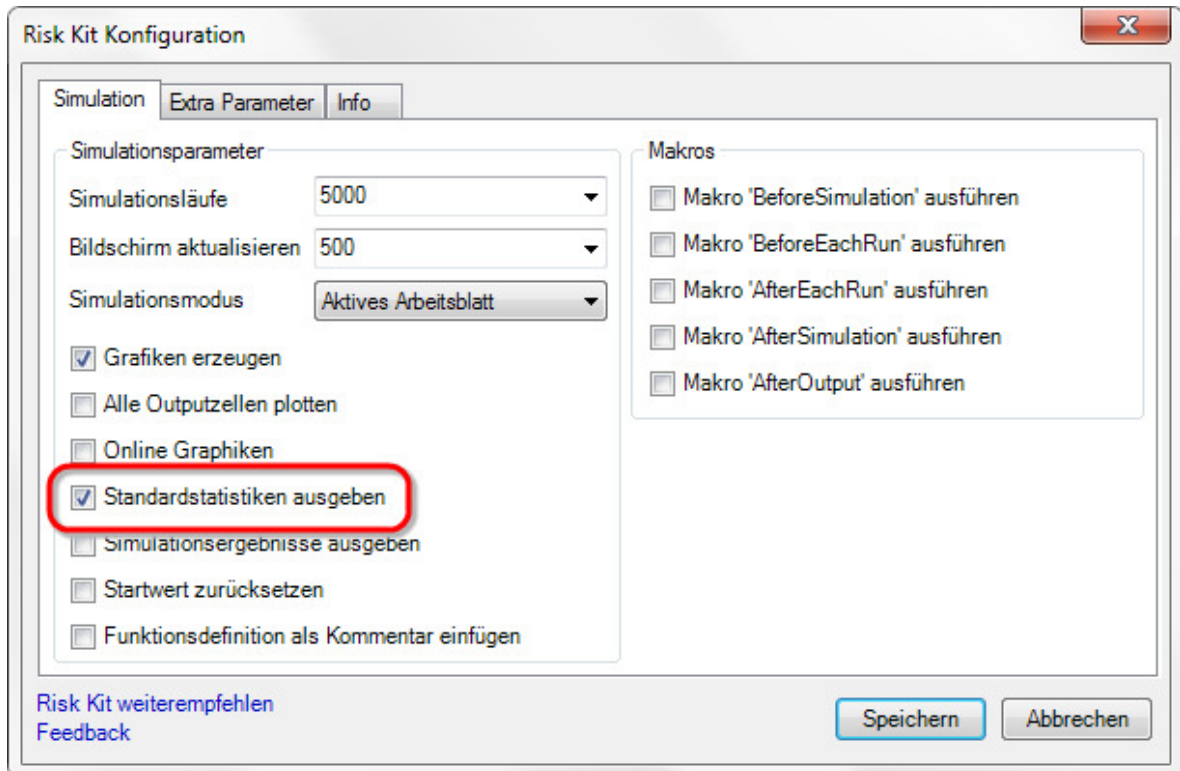 Risk Kit Konfiguration
Simulation
Extra Parameter
Info
Simulationsparameter
Simulationsläufe
5000
Bildschirm aktualisieren
500
Simulationsmodus
Aktives Arbeitsblatt
Grafiken erzeugen
Alle Outputzellen plotten
Online Graphiken
Standardstatistiken ausgeben
Simulationsergebnisse ausgeben
Startwert zurücksetzen
Funktionsdefinition als Kommentar einfügen
Makros
Makro 'BeforeSimulation' ausführen
Makro 'BeforeEachRun' ausführen
Makro 'AfterEachRun' ausführen
Makro 'AfterSimulation' ausführen
Makro 'AfterOutput' ausführen
Risk Kit weiterempfehlen
Feedback
Speichern
Abbrechen